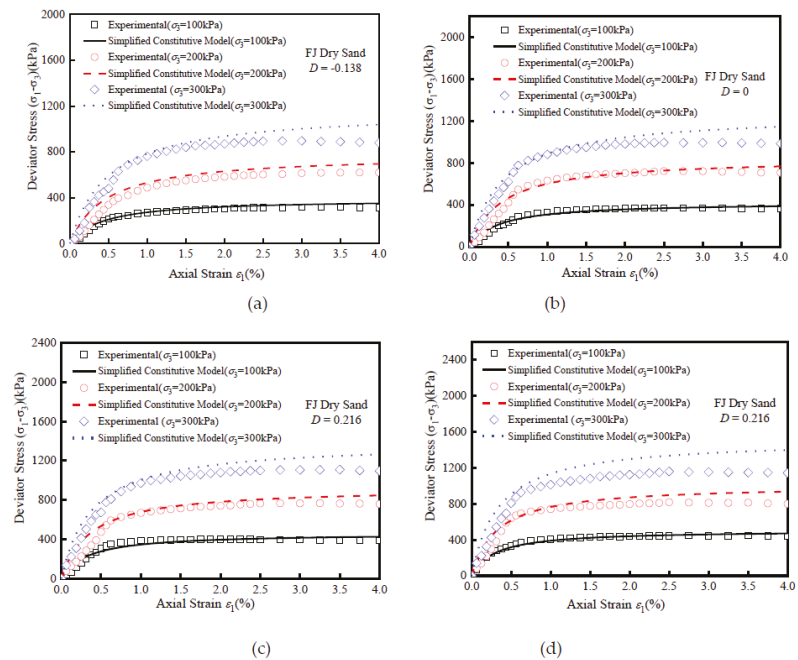 2000
1600
1200
800
400
0
Deviator Stress (σ1-σ3)(kPa)
Experimental(σ3=100kPa)
Simplified Constitutive Model(σ3=100kPa)
Experimental(σ3=200kPa)
Simplified Constitutive Model(σ3=200kPa)
Experimental (σ3=300kPa)
Simplified Constitutive Model(σ3=300kPa)
FJ Dry Sand
D = -0.138
0.0 0.5 1.0 1.5 2.0 2.5 3.0 3.5 4.0
Axial Strain ε1(%)
(a)
2000
1600
1200
800
400
0
Deviator Stress (σ1-σ3)(kPa)
Experimental(σ3=100kPa)
Simplified Constitutive Model(σ3=100kPa)
Experimental(σ3=200kPa)
Simplified Constitutive Model(σ3=200kPa)
Experimental (σ3=300kPa)
Simplified Constitutive Model(σ3=300kPa)
FJ Dry Sand
D = 0
0.0 0.5 1.0 1.5 2.0 2.5 3.0 3.5 4.0
Axial Strain ε1(%)
(b)
2400
2000
1600
1200
800
400
0
Deviator Stress (σ1-σ3)(kPa)
Experimental(σ3=100kPa)
Simplified Constitutive Model(σ3=100kPa)
Experimental(σ3=200kPa)
Simplified Constitutive Model(σ3=200kPa)
Experimental (σ3=300kPa)
Simplified Constitutive Model(σ3=300kPa)
FJ Dry Sand
D = 0.216
0.0 0.5 1.0 1.5 2.0 2.5 3.0 3.5 4.0
Axial Strain ε1(%)
(c)
2400
2000
1600
1200
800
400
0
Deviator Stress (σ1-σ3)(kPa)
Experimental(σ3=100kPa)
Simplified Constitutive Model(σ3=100kPa)
Experimental(σ3=200kPa)
Simplified Constitutive Model(σ3=200kPa)
Experimental (σ3=300kPa)
Simplified Constitutive Model(σ3=300kPa)
FJ Dry Sand
D = 0.216
0.0 0.5 1.0 1.5 2.0 2.5 3.0 3.5 4.0
Axial Strain ε1(%)
(d)